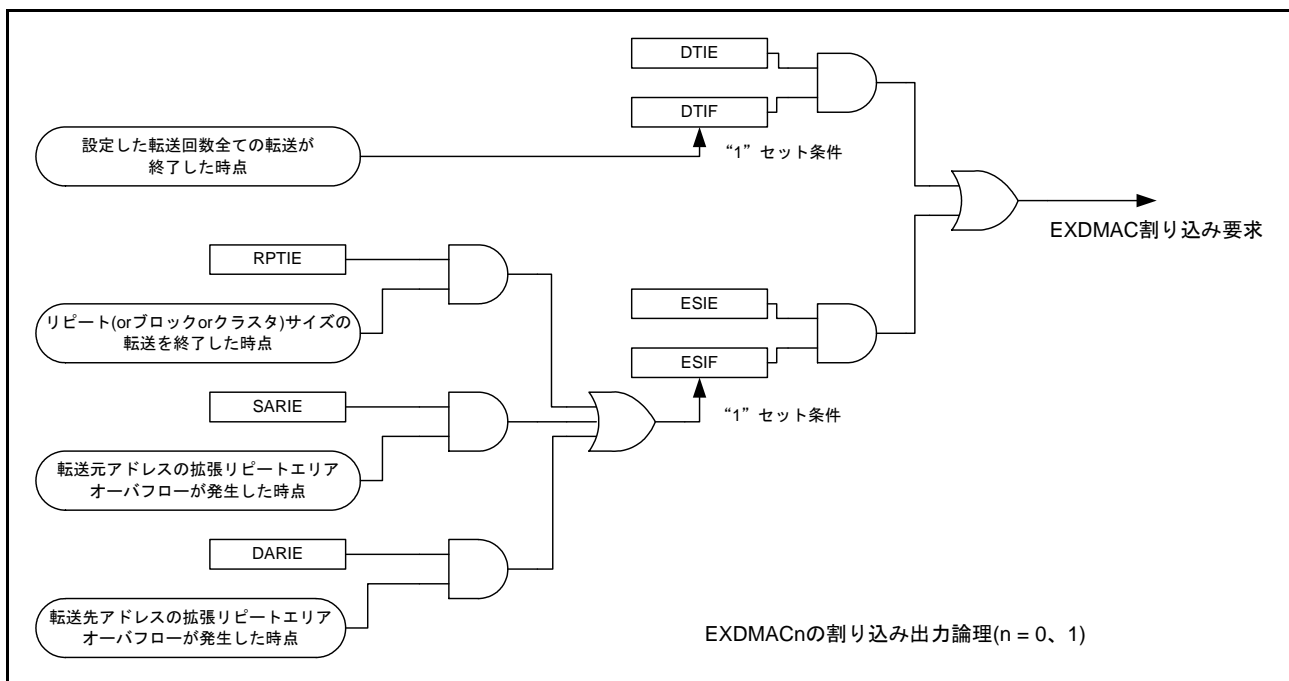 DTIE
DTIF
設定した転送回数全ての転送が
終了した時点
“1”セット条件
EXDMAC割り込み要求
RPTIE
リピート(orブロックorクラスタ)サイズの
転送を終了した時点
ESIE
ESIF
“1”セット条件
SARIE
転送元アドレスの拡張リピートエリア
オーバフローが発生した時点
DARIE
転送先アドレスの拡張リピートエリア
オーバフローが発生した時点
EXDMACnの割り込み出力論理(n = 0、1)